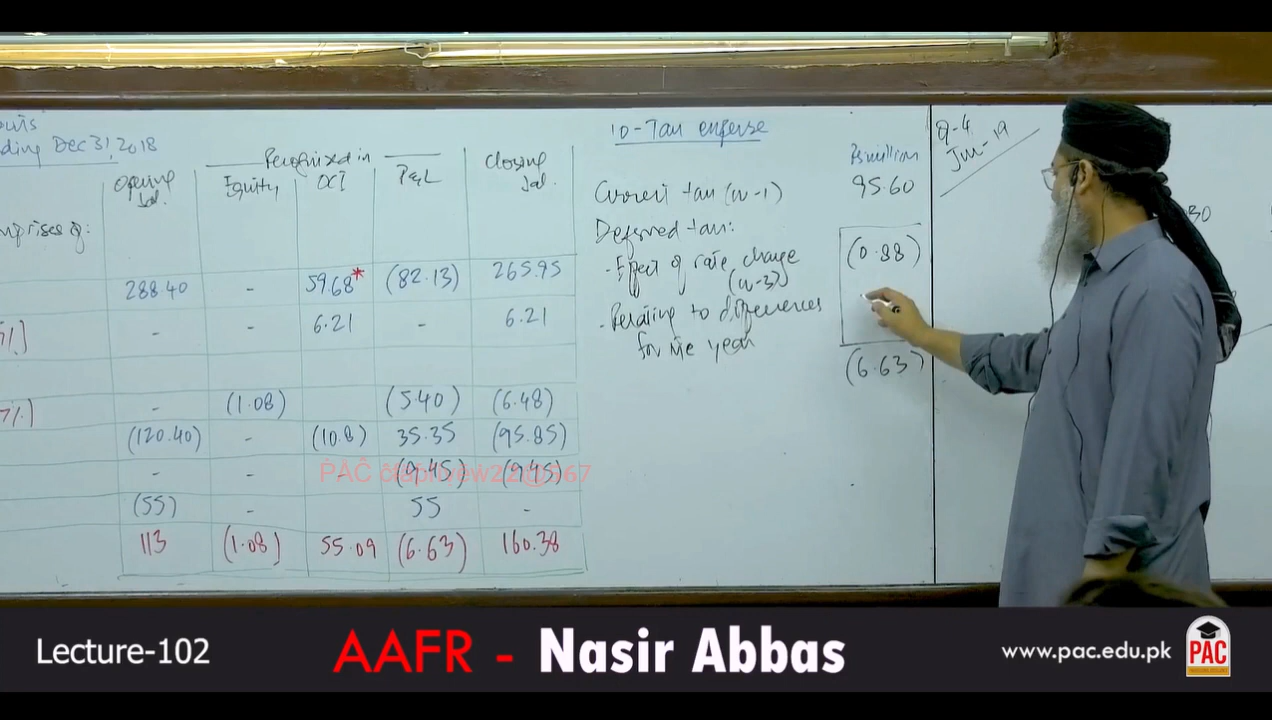 ding Dec 31, 2018
Opening bal.
Recognized in
Equity
OCI
P&L
Closing bal.
mprises of:
288.40 - 59.68* (82.13) 265.95
- - 6.21 - 6.21
- (1.08) (5.40) (6.48)
(120.40) - (10.8) 35.35 (95.85)
- - (9.45) (9.45)
(55) - 55 -
113 (1.08) 55.09 (6.63) 160.38
10-Tax expense
Rs million
Current tax (w-1) 95.60
Deferred tax:
- Effect of rate change (0.88)
(w-3)
- Relating to differences
for the year
(6.63)
Q-4
Jun-19
Lecture-102
AAFR - Nasir Abbas
www.pac.edu.pk
PAC